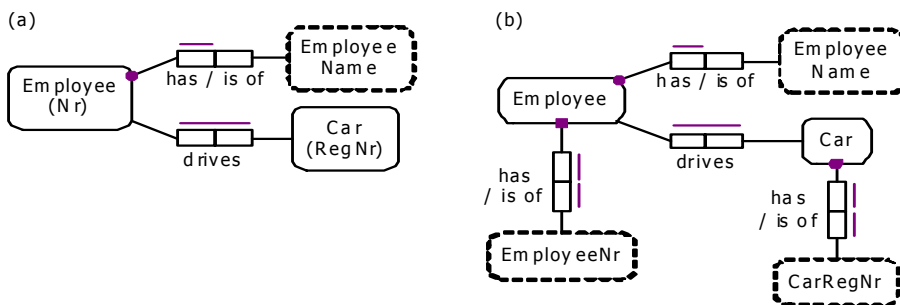 (a)
Employee
(Nr)
has / is of
Employee
Name
drives
Car
(RegNr)
(b)
Employee
has / is of
Employee
Name
drives
Car
has
/ is of
EmployeeNr
has
/ is of
CarRegNr